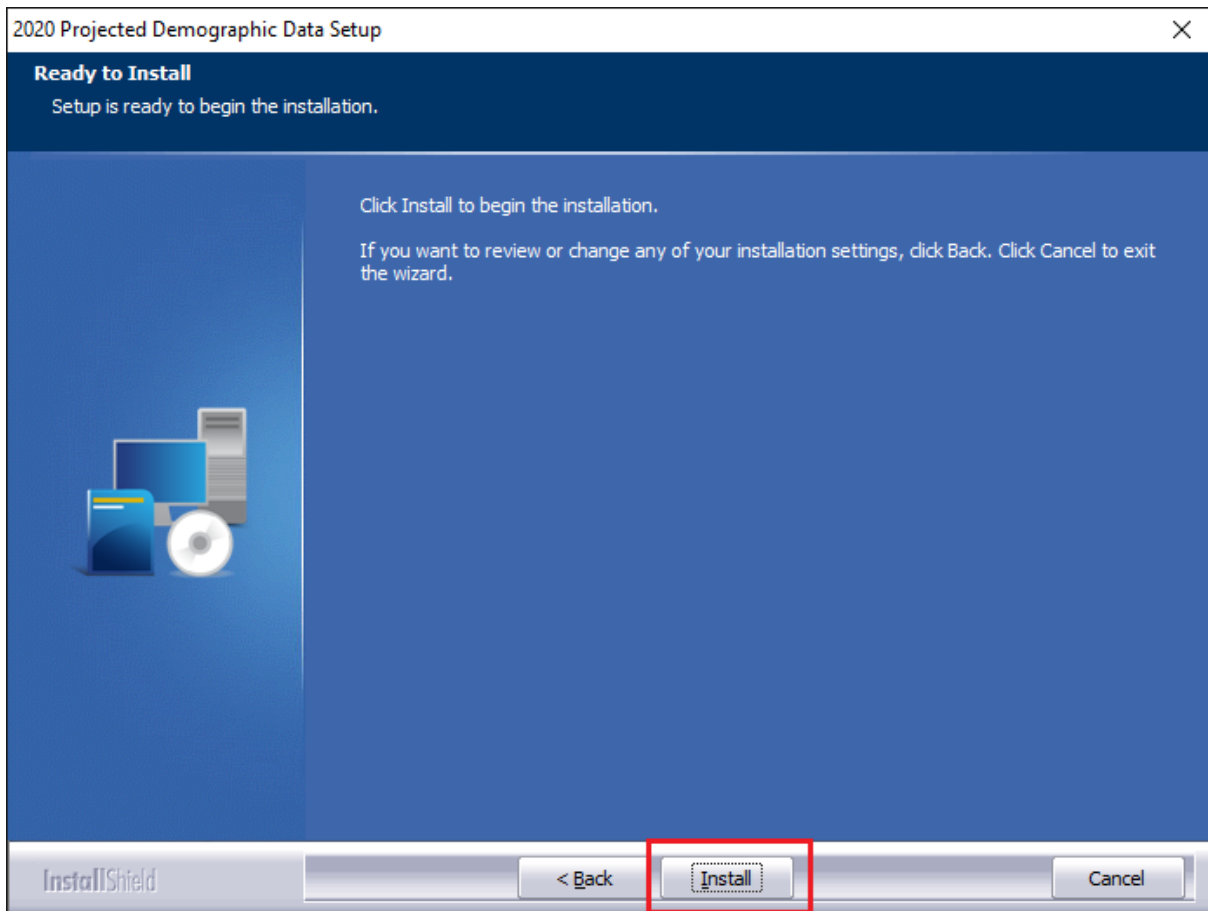 2020 Projected Demographic Data Setup
Ready to Install
Setup is ready to begin the installation.
Click Install to begin the installation.
If you want to review or change any of your installation settings, click Back. Click Cancel to exit
the wizard.
InstallShield
< Back
Install
Cancel